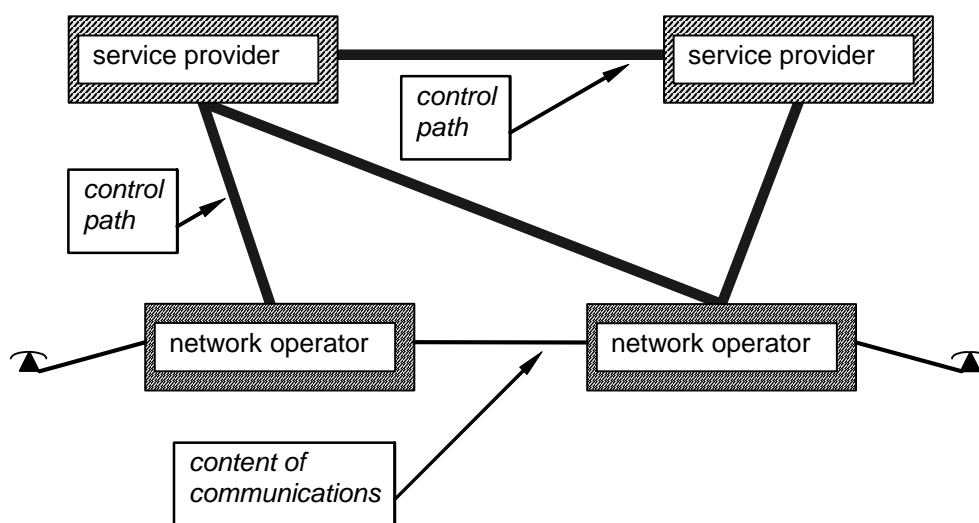 service provider
service provider
control
path
control
path
network operator
network operator
content of
communications